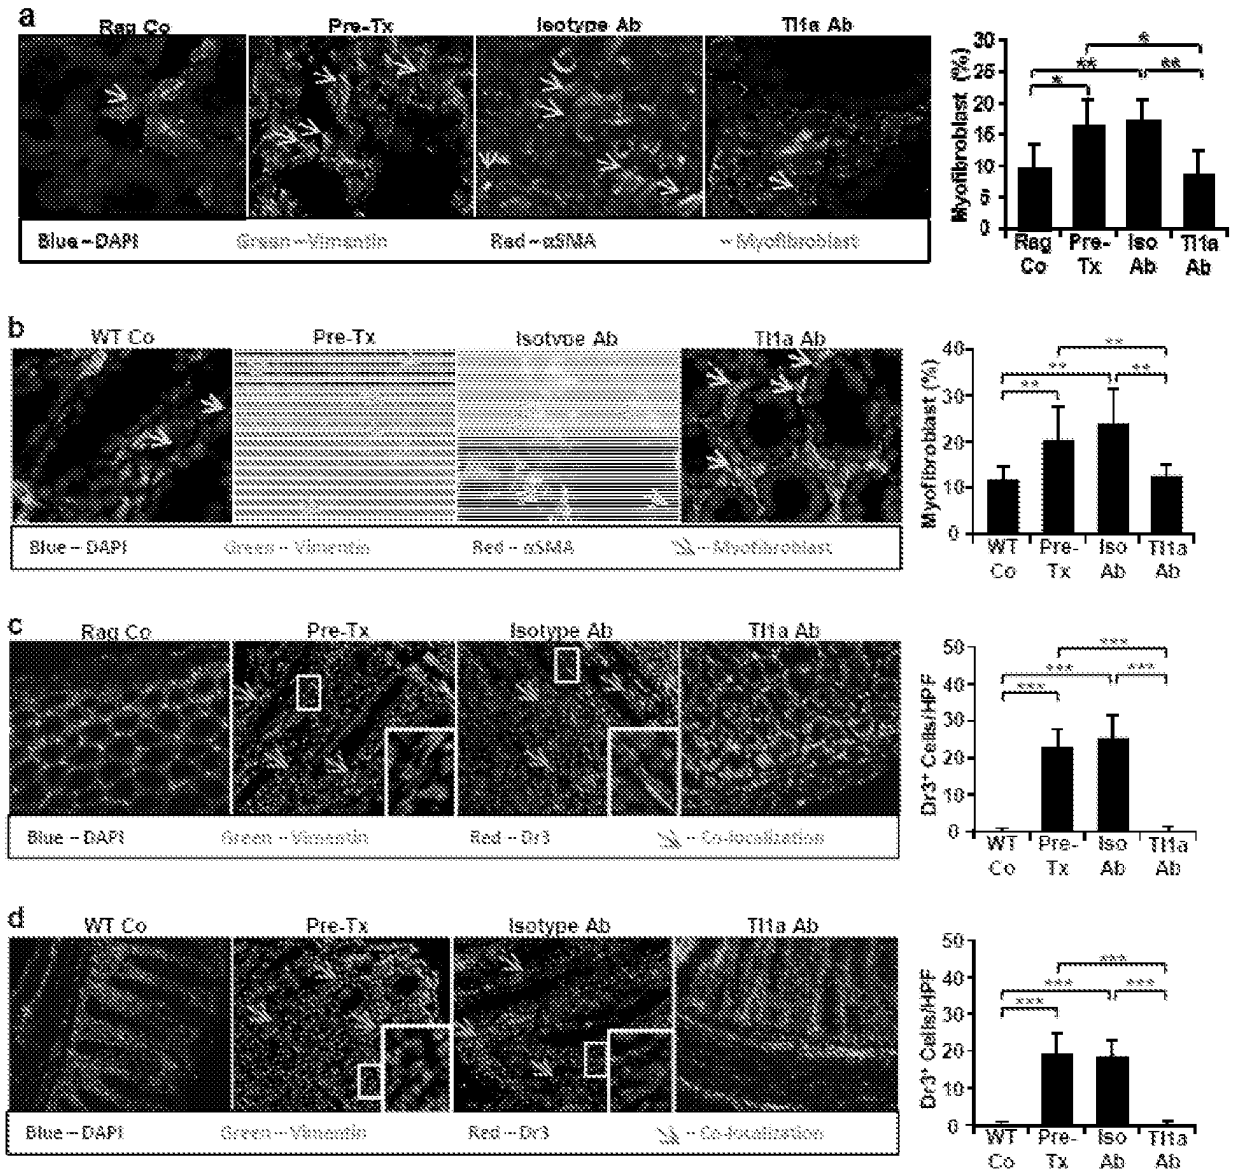 a
Rag Co Pre-Tx Isotype Ab Tl1a Ab
Blue – DAPI Green – Vimentin Red – αSMA – Myofibroblast
Myofibroblast (%)
30
25
20
15
10
5
0
* ** ** *
Rag Co Pre-Tx Iso Ab Tl1a Ab
b
WT Co Pre-Tx Isotype Ab Tl1a Ab
Blue – DAPI Green – Vimentin Red – αSMA – Myofibroblast
Myofibroblast (%)
40
30
20
10
0
** ** ** **
WT Co Pre-Tx Iso Ab Tl1a Ab
c
Rag Co Pre-Tx Isotype Ab Tl1a Ab
Blue – DAPI Green – Vimentin Red – Dr3 – Co-localization
Dr3⁺ Cells/HPF
50
40
30
20
10
0
*** *** *** ***
WT Co Pre-Tx Iso Ab Tl1a Ab
d
WT Co Pre-Tx Isotype Ab Tl1a Ab
Blue – DAPI Green – Vimentin Red – Dr3 – Co-localization
Dr3⁺ Cells/HPF
50
40
30
20
10
0
*** *** *** ***
WT Co Pre-Tx Iso Ab Tl1a Ab